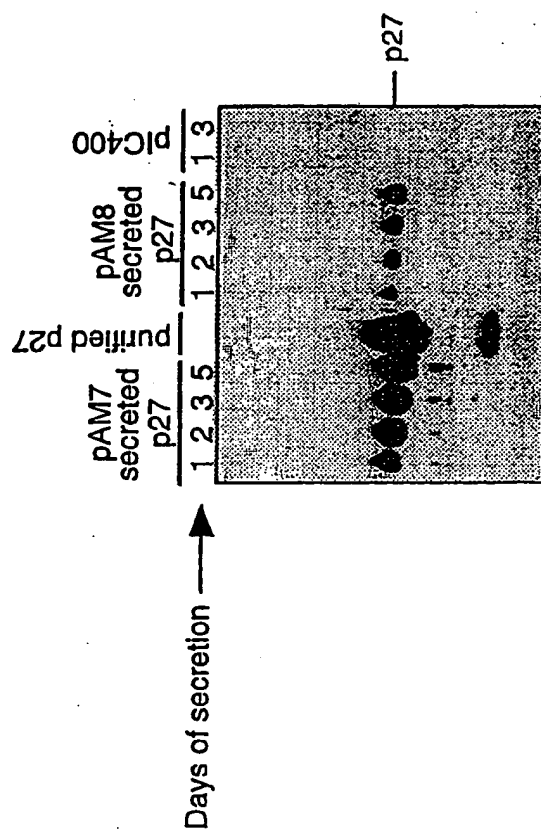 pAM7
secreted
p27
purified p27
pAM8
secreted
p27
pIC400
Days of secretion
1 2 3 5
1 2 3 5
1 3
p27